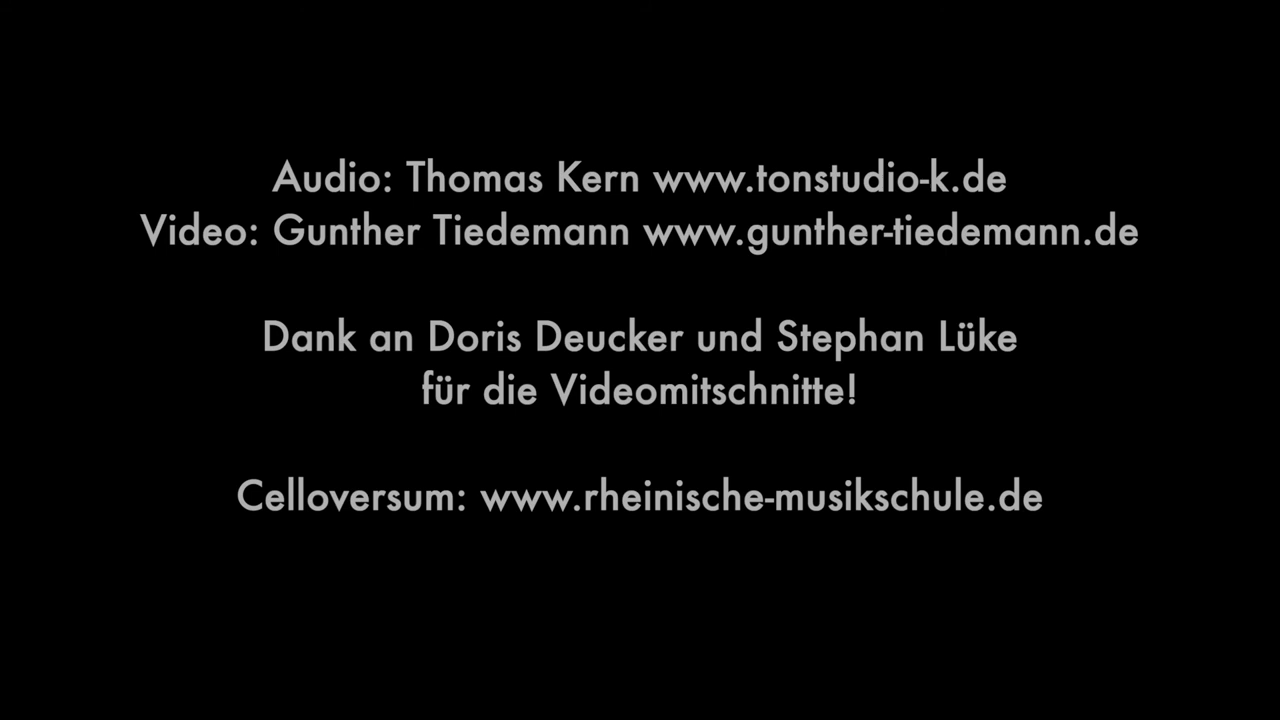 Audio: Thomas Kern www.tonstudio-k.de
Video: Gunther Tiedemann www.gunther-tiedemann.de
Dank an Doris Deucker und Stephan Lüke
für die Videomitschnitte!
Celloversum: www.rheinische-musikschule.de